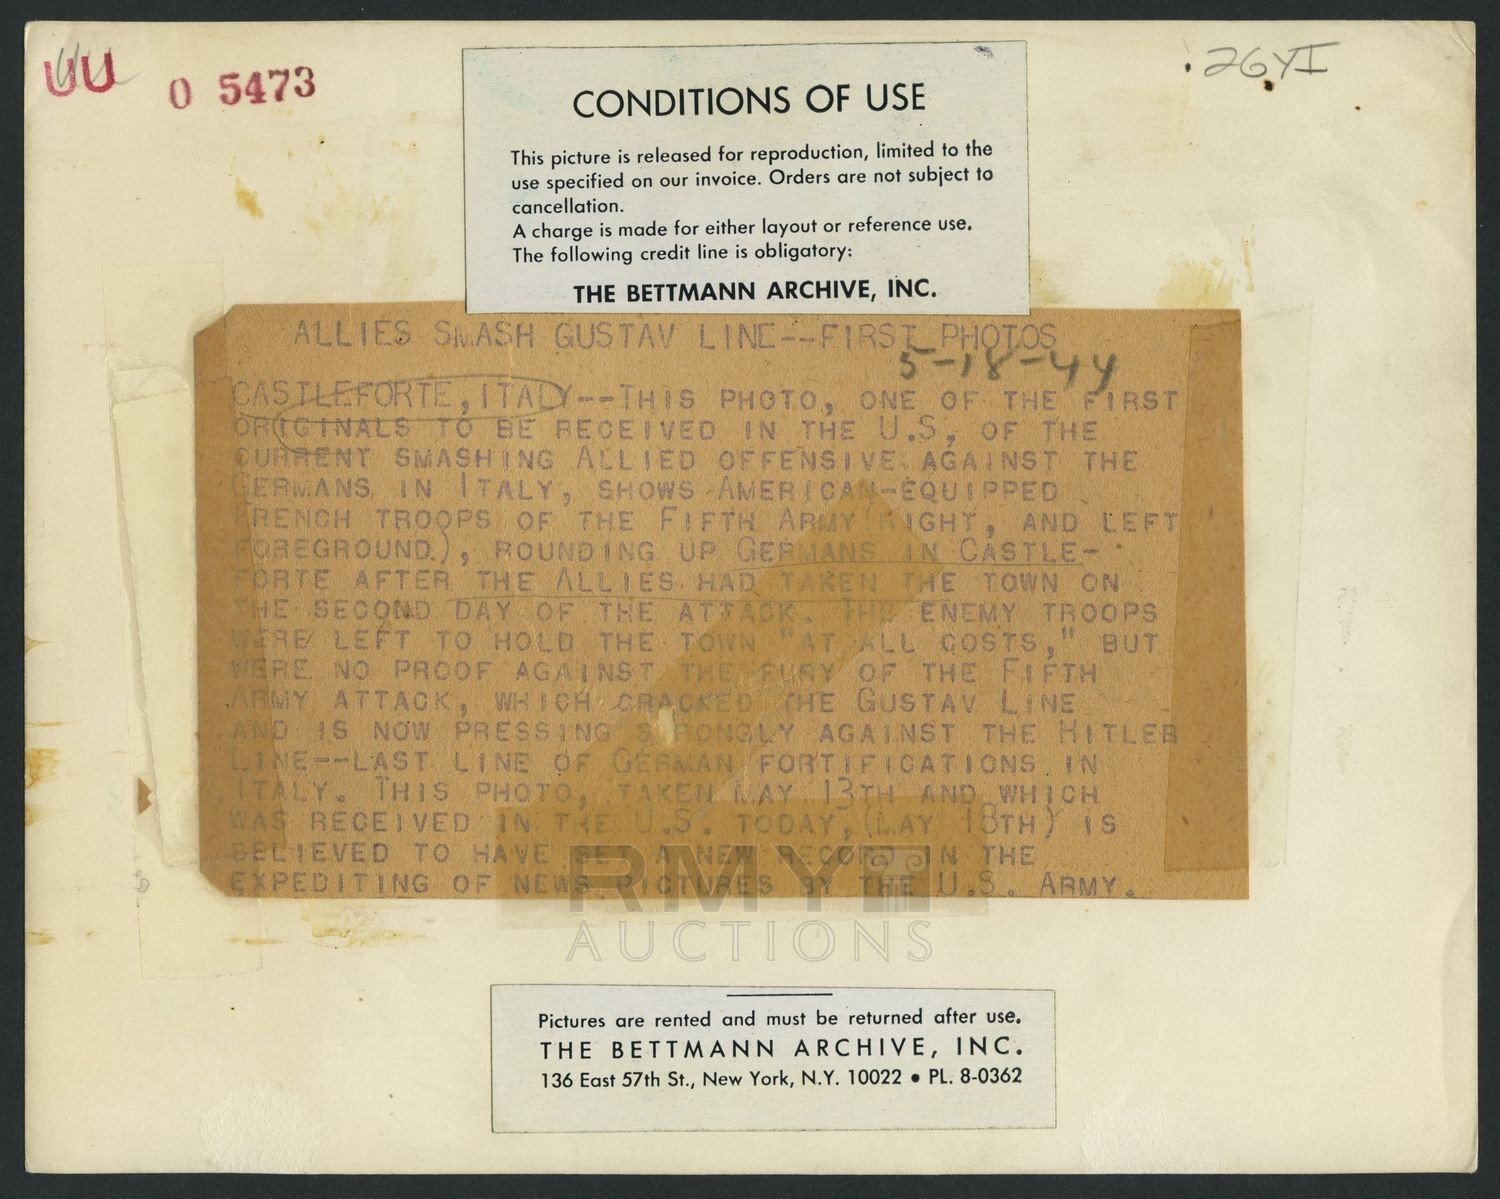 UU
O 5473
.26YI
CONDITIONS OF USE
This picture is released for reproduction, limited to the
use specified on our invoice. Orders are not subject to
cancellation.
A charge is made for either layout or reference use.
The following credit line is obligatory:
THE BETTMANN ARCHIVE, INC.
ALLIES SMASH GUSTAV LINE--FIRST PHOTOS
5-18-44
CASTLEFORTE, ITALY--THIS PHOTO, ONE OF THE FIRST
ORIGINALS TO BE RECEIVED IN THE U.S, OF THE
CURRENT SMASHING ALLIED OFFENSIVE AGAINST THE
GERMANS IN ITALY, SHOWS AMERICAN-EQUIPPED
FRENCH TROOPS OF THE FIFTH ARMY (RIGHT, AND LEFT
FOREGROUND), ROUNDING UP GERMANS IN CASTLE-
FORTE AFTER THE ALLIES HAD TAKEN THE TOWN ON
THE SECOND DAY OF THE ATTACK. THE ENEMY TROOPS
WERE LEFT TO HOLD THE TOWN "AT ALL COSTS," BUT
WERE NO PROOF AGAINST THE FURY OF THE FIFTH
ARMY ATTACK, WHICH CRACKED THE GUSTAV LINE
AND IS NOW PRESSING STRONGLY AGAINST THE HITLER
LINE--LAST LINE OF GERMAN FORTIFICATIONS IN
ITALY. THIS PHOTO, TAKEN MAY 13TH AND WHICH
WAS RECEIVED IN THE U.S. TODAY, (MAY 18TH) IS
BELIEVED TO HAVE SET A NEW RECORD IN THE
EXPEDITING OF NEWS PICTURES BY THE U.S. ARMY.
RMY
AUCTIONS
Pictures are rented and must be returned after use.
THE BETTMANN ARCHIVE, INC.
136 East 57th St., New York, N.Y. 10022 • PL. 8-0362